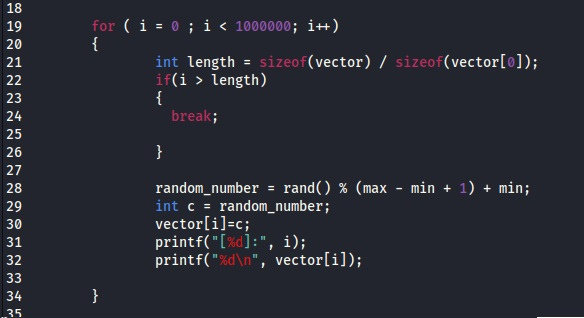 18
19 for ( i = 0 ; i < 1000000; i++)
20 {
21 int length = sizeof(vector) / sizeof(vector[0]);
22 if(i > length)
23 {
24 break;
25
26 }
27
28 random_number = rand() % (max - min + 1) + min;
29 int c = random_number;
30 vector[i]=c;
31 printf("[%d]:", i);
32 printf("%d\n", vector[i]);
33
34 }
35